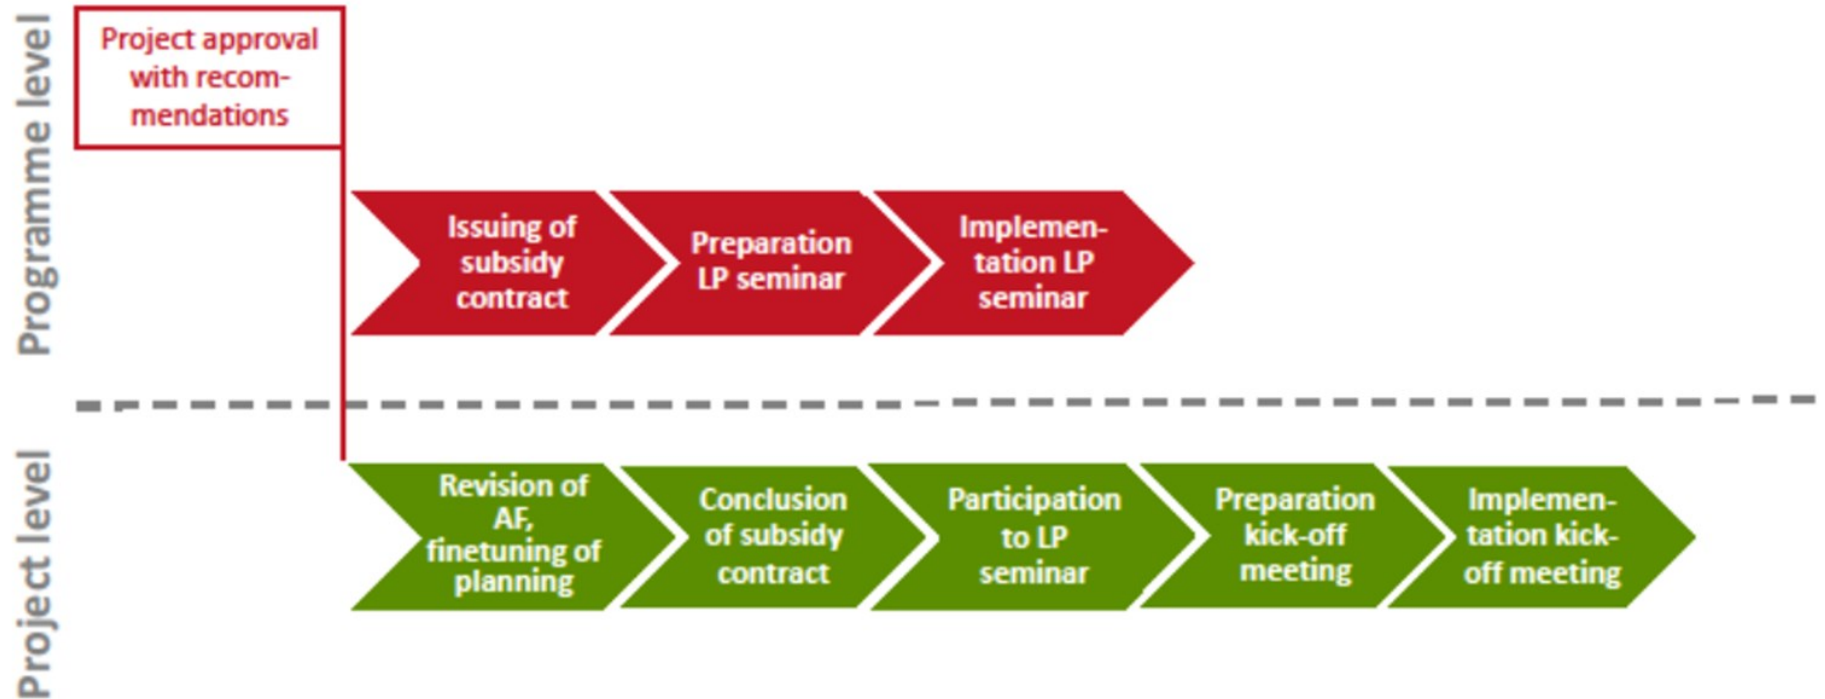 Programme level
Project approval
with recom-
mendations
Issuing of
subsidy
contract
Preparation
LP seminar
Implemen-
tation LP
seminar
Project level
Revision of
AF,
finetuning of
planning
Conclusion
of subsidy
contract
Participation
to LP
seminar
Preparation
kick-off
meeting
Implemen-
tation kick-
off meeting